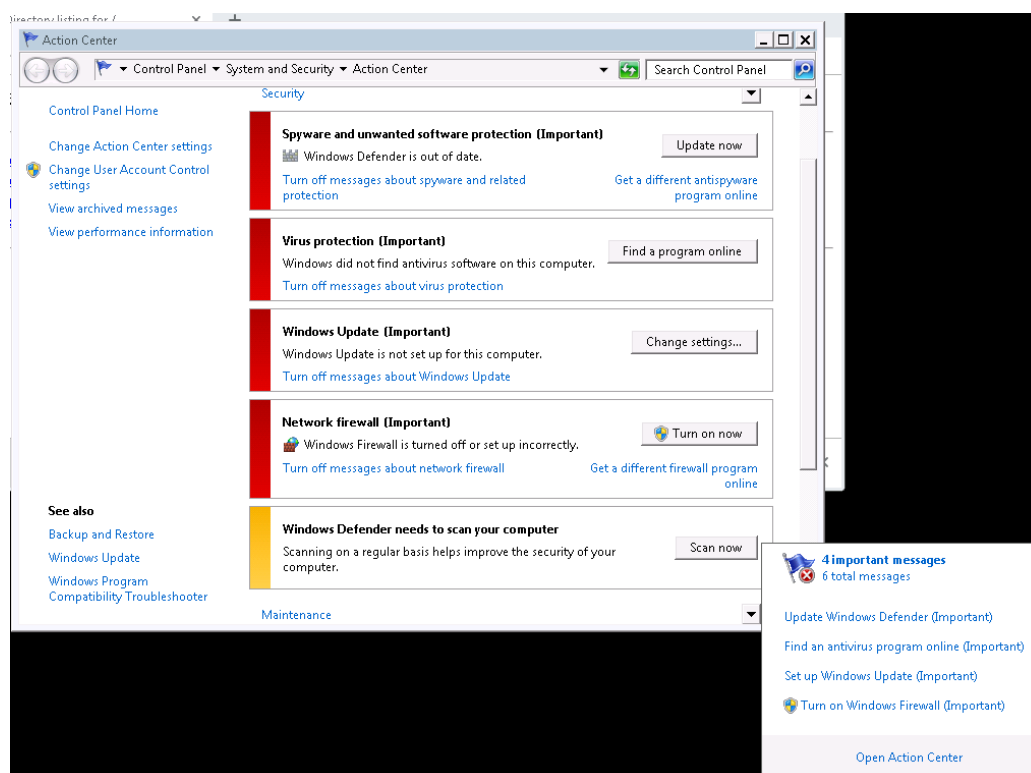 Directory listing for /
Action Center
Control Panel System and Security Action Center
Search Control Panel
Control Panel Home
Change Action Center settings
Change User Account Control
settings
View archived messages
View performance information
See also
Backup and Restore
Windows Update
Windows Program
Compatibility Troubleshooter
Security
Spyware and unwanted software protection (Important)
Windows Defender is out of date.
Update now
Turn off messages about spyware and related
protection
Get a different antispyware
program online
Virus protection (Important)
Windows did not find antivirus software on this computer.
Find a program online
Turn off messages about virus protection
Windows Update (Important)
Windows Update is not set up for this computer.
Change settings...
Turn off messages about Windows Update
Network firewall (Important)
Windows Firewall is turned off or set up incorrectly.
Turn on now
Turn off messages about network firewall
Get a different firewall program
online
Windows Defender needs to scan your computer
Scanning on a regular basis helps improve the security of your
computer.
Scan now
Maintenance
4 important messages
6 total messages
Update Windows Defender (Important)
Find an antivirus program online (Important)
Set up Windows Update (Important)
Turn on Windows Firewall (Important)
Open Action Center